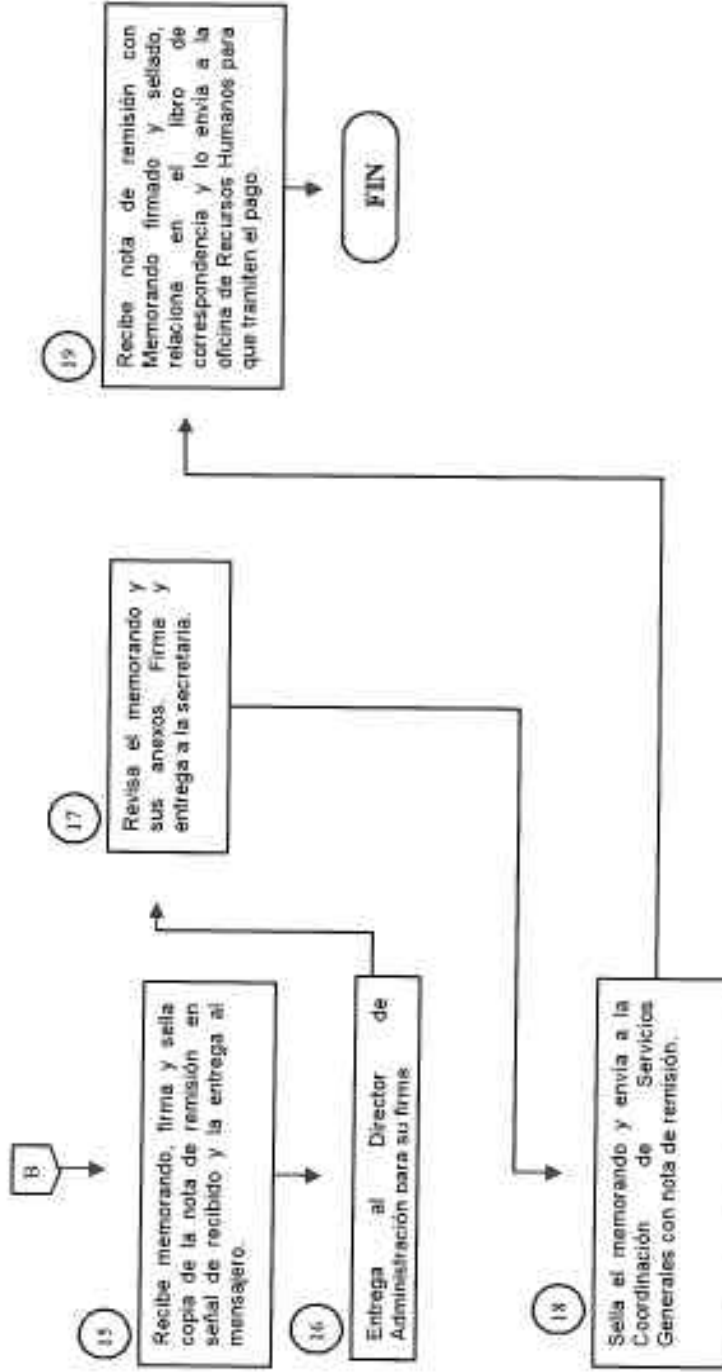 B
15
Recibe memorando, firma y sella
copia de la nota de remisión en
señal de recibido y la entrega al
mensajero.
16
Entrega al Director de
Administración para su firma
17
Revisa el memorando y
sus anexos. Firma y
entrega a la secretaria.
18
Sella el memorando y envía a la
Coordinación de Servicios
Generales con nota de remisión.
19
Recibe nota de remisión con
Memorando firmado y sellado,
relaciona en el libro de
correspondencia y lo envía a la
oficina de Recursos Humanos para
que tramiten el pago.
FIN